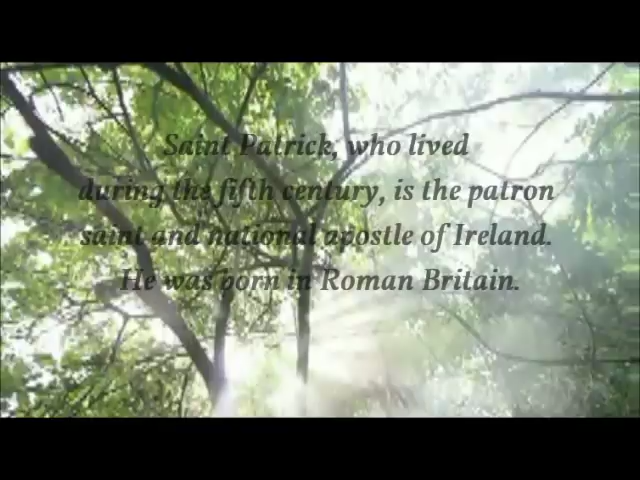 Saint Patrick, who lived
during the fifth century, is the patron
saint and national apostle of Ireland.
He was born in Roman Britain.